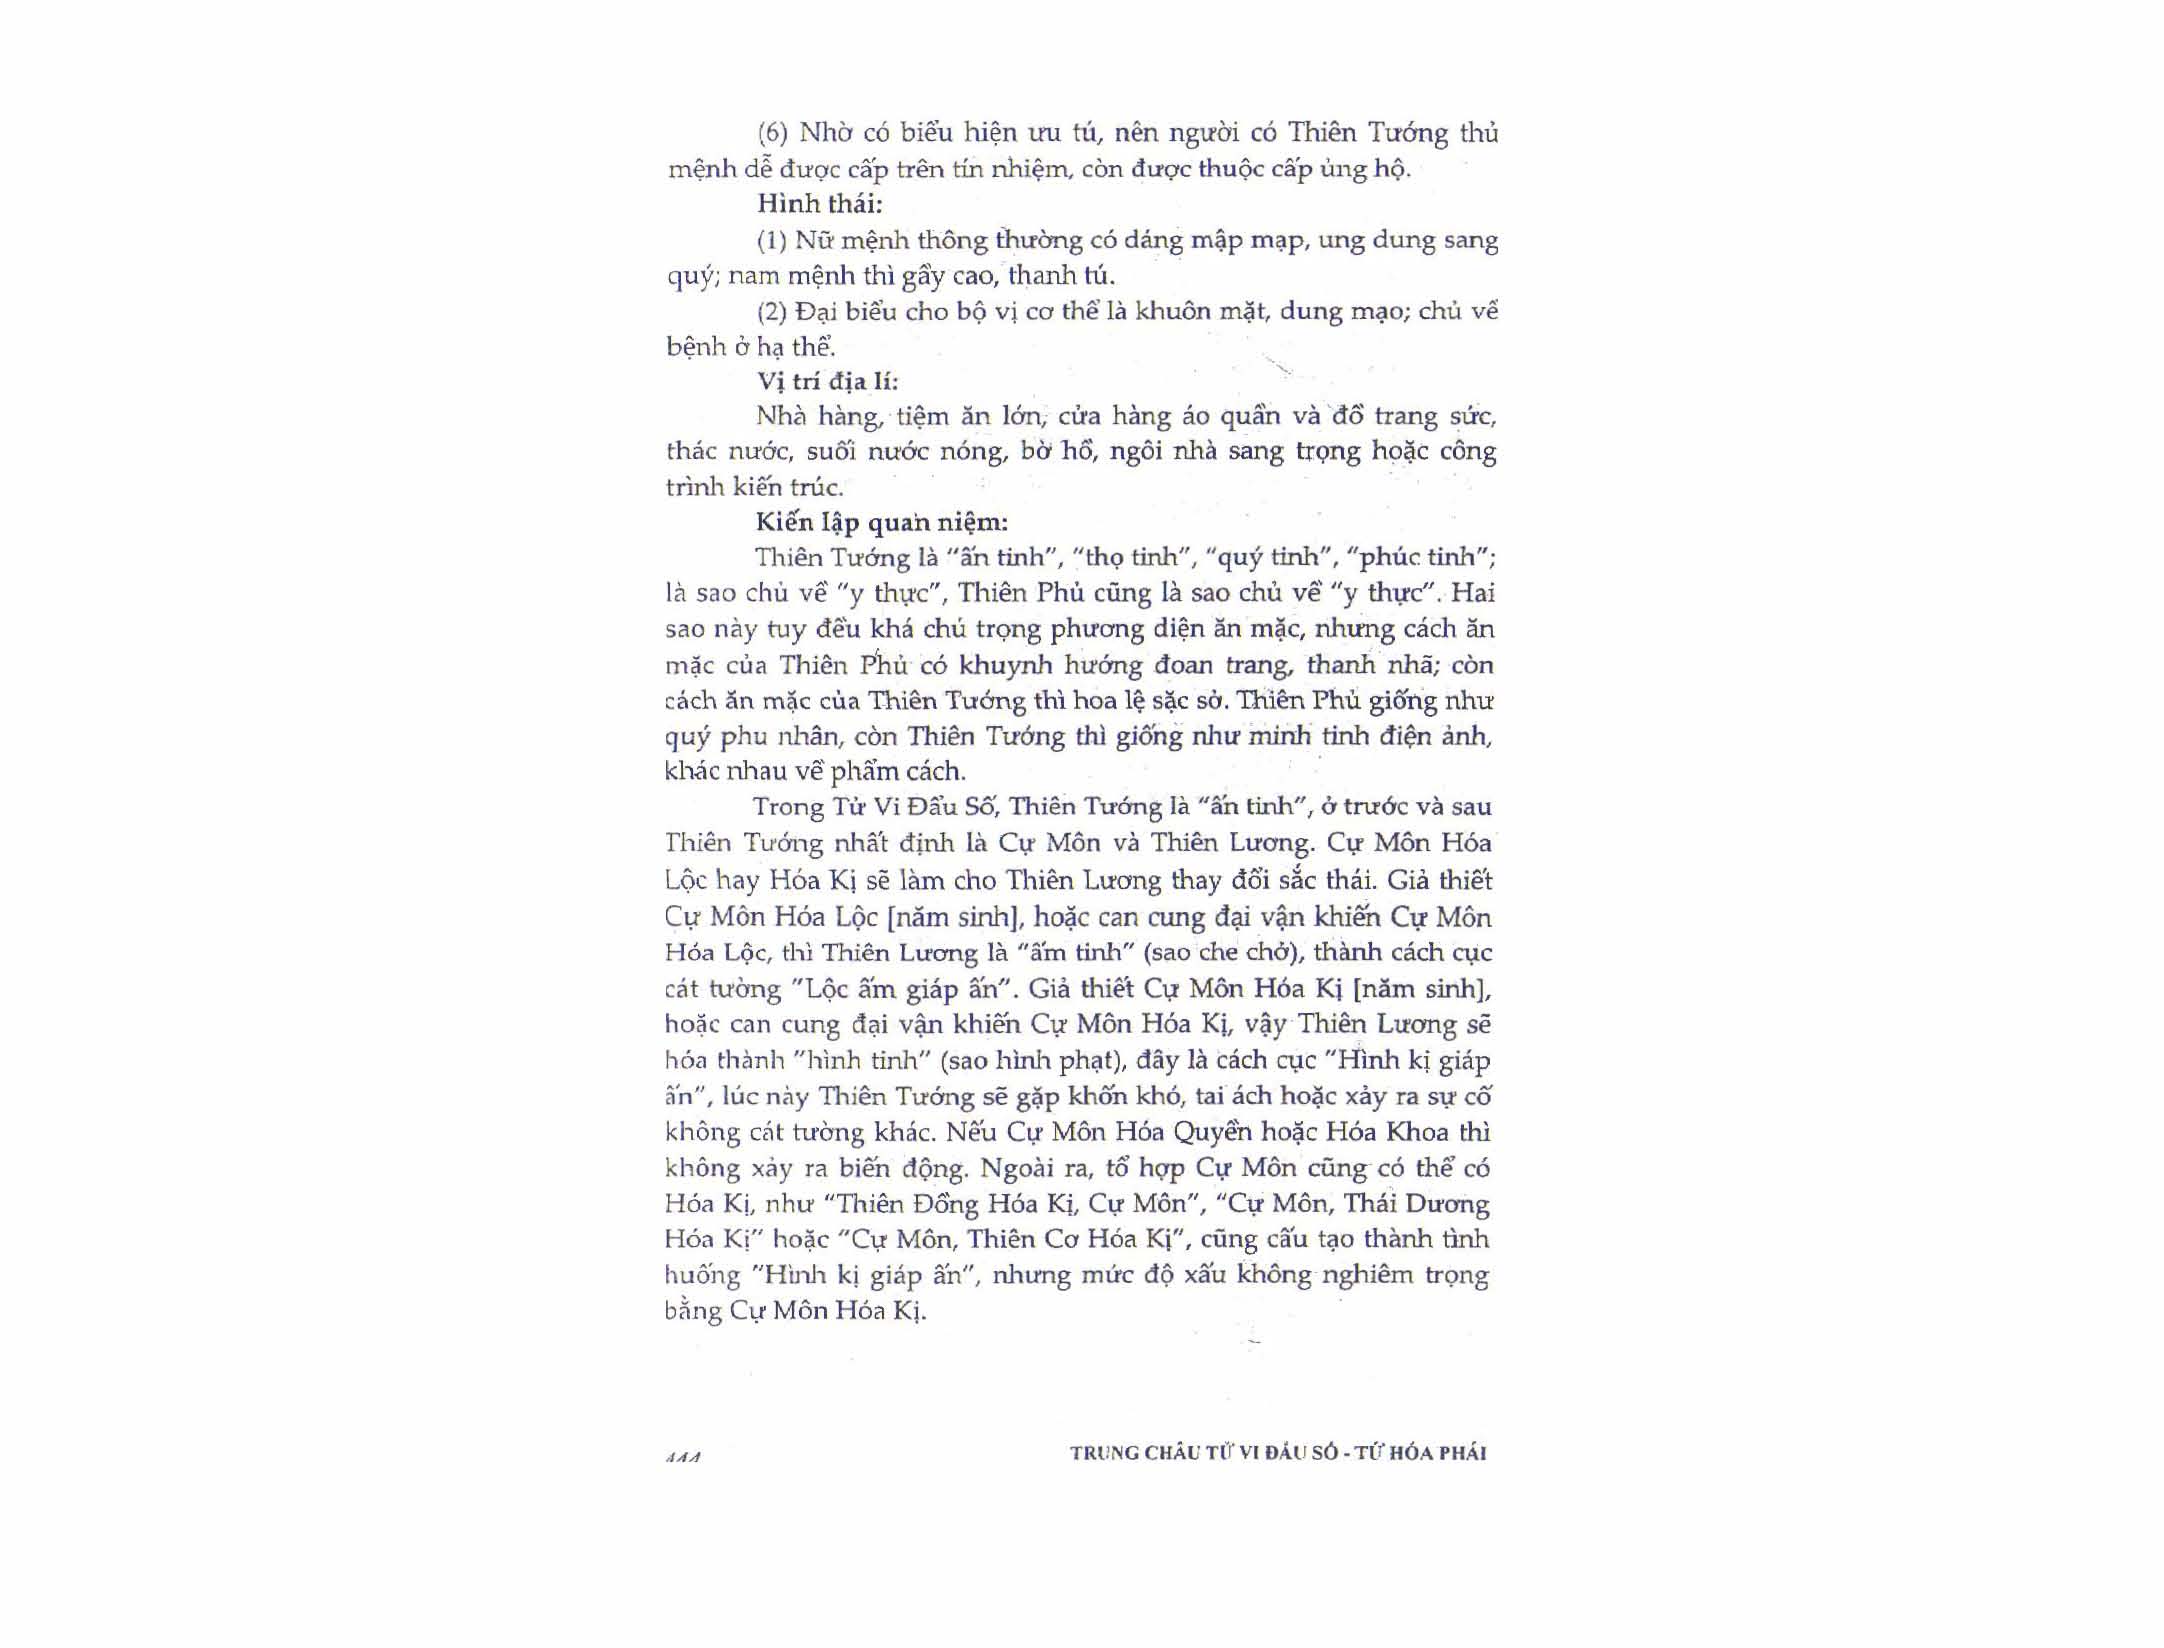 (6) Nhờ có biểu hiện ưu tú, nên người có Thiên Tướng thủ
mệnh dễ được cấp trên tín nhiệm, còn được thuộc cấp ủng hộ.
Hình thái:
(1) Nữ mệnh thông thường có dáng mập mạp, ung dung sang
quý; nam mệnh thì gầy cao, thanh tú.
(2) Đại biểu cho bộ vị cơ thể là khuôn mặt, dung mạo; chủ về
bệnh ở hạ thể.
Vị trí địa lí:
Nhà hàng, tiệm ăn lớn, cửa hàng áo quần và đồ trang sức,
thác nước, suối nước nóng, bờ hồ, ngôi nhà sang trọng hoặc công
trình kiến trúc.
Kiến lập quan niệm:
Thiên Tướng là "ấn tinh", "thọ tinh", "quý tinh", "phúc tinh";
là sao chủ về "y thực", Thiên Phủ cũng là sao chủ về "y thực". Hai
sao này tuy đều khá chú trọng phương diện ăn mặc, nhưng cách ăn
mặc của Thiên Phủ có khuynh hướng đoan trang, thanh nhã; còn
cách ăn mặc của Thiên Tướng thì hoa lệ sặc sở. Thiên Phủ giống như
quý phu nhân, còn Thiên Tướng thì giống như minh tinh điện ảnh,
khác nhau về phẩm cách.
Trong Tử Vi Đẩu Số, Thiên Tướng là "ấn tinh", ở trước và sau
Thiên Tướng nhất định là Cự Môn và Thiên Lương. Cự Môn Hóa
Lộc hay Hóa Kị sẽ làm cho Thiên Lương thay đổi sắc thái. Giả thiết
Cự Môn Hóa Lộc [năm sinh], hoặc can cung đại vận khiến Cự Môn
Hóa Lộc, thì Thiên Lương là "ấm tinh" (sao che chở), thành cách cục
cát tường "Lộc ấm giáp ấn". Giả thiết Cự Môn Hóa Kị [năm sinh],
hoặc can cung đại vận khiến Cự Môn Hóa Kị, vậy Thiên Lương sẽ
hóa thành "hình tinh" (sao hình phạt), đây là cách cục "Hình kị giáp
ấn", lúc này Thiên Tướng sẽ gặp khốn khó, tai ách hoặc xảy ra sự cố
không cát tường khác. Nếu Cự Môn Hóa Quyền hoặc Hóa Khoa thì
không xảy ra biến động. Ngoài ra, tổ hợp Cự Môn cũng có thể có
Hóa Kị, như "Thiên Đồng Hóa Kị, Cự Môn", "Cự Môn, Thái Dương
Hóa Kị" hoặc "Cự Môn, Thiên Cơ Hóa Kị", cũng cấu tạo thành tình
huống "Hình kị giáp ấn", nhưng mức độ xấu không nghiêm trọng
bằng Cự Môn Hóa Kị.
444 TRUNG CHÂU TỬ VI ĐẨU SỐ - TỨ HÓA PHÁI